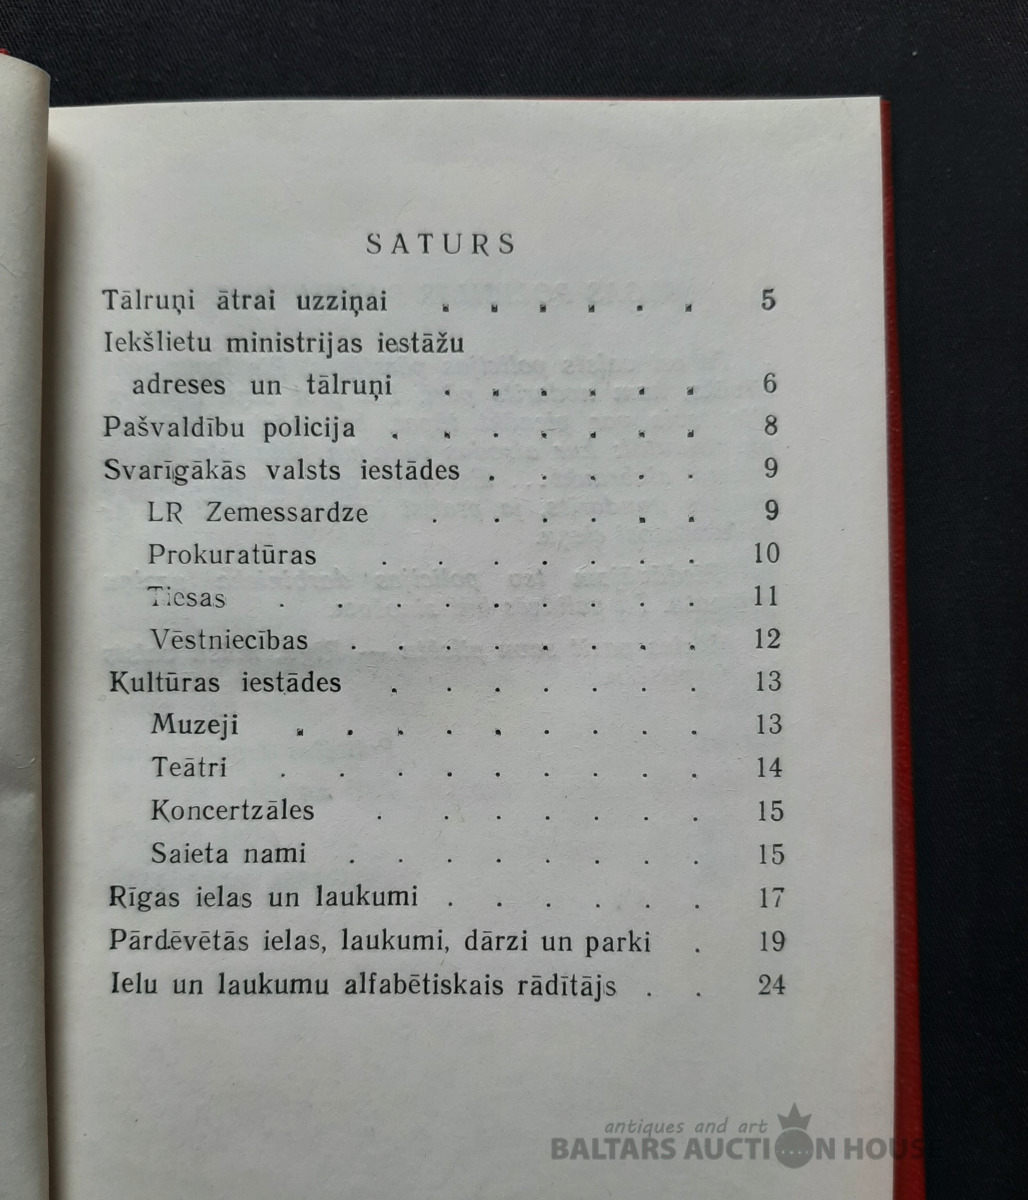 SATURS
Tālruņi ātrai uzziņai . . . . . . 5
Iekšlietu ministrijas iestāžu
adreses un tālruņi . . . . . . 6
Pašvaldību policija . . . . . . . 8
Svarīgākās valsts iestādes . . . . . 9
LR Zemessardze . . . . . . 9
Prokuratūras . . . . . . . 10
Tiesas . . . . . . . . 11
Vēstniecības . . . . . . . . 12
Kultūras iestādes . . . . . . . 13
Muzeji . . . . . . . . . 13
Teātri . . . . . . . . 14
Koncertzāles . . . . . . 15
Saieta nami . . . . . . . . 15
Rīgas ielas un laukumi . . . . . . 17
Pārdēvētās ielas, laukumi, dārzi un parki . 19
Ielu un laukumu alfabētiskais rādītājs . . 24
antiques and art
BALTARS AUCTION HOUSE